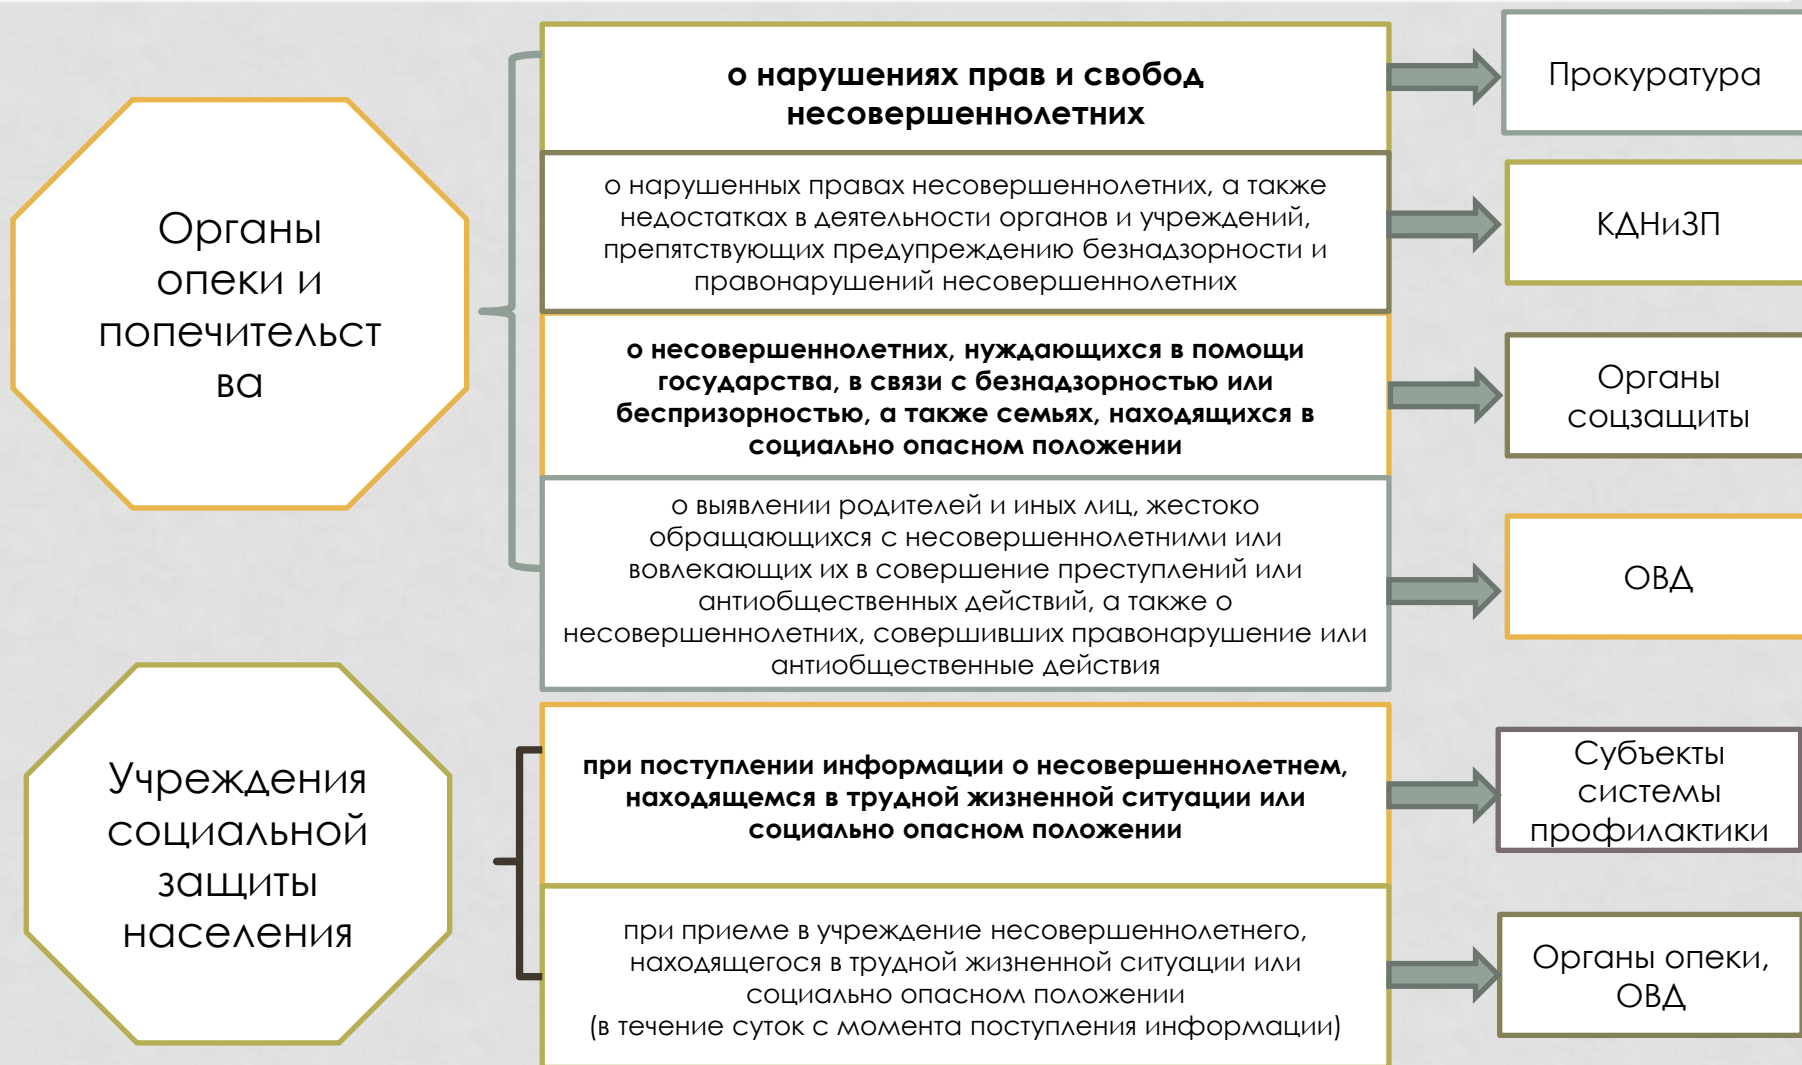 Органы
опеки и
попечительст
ва
о нарушениях прав и свобод
несовершеннолетних
Прокуратура
о нарушенных правах несовершеннолетних, а также
недостатках в деятельности органов и учреждений,
препятствующих предупреждению безнадзорности и
правонарушений несовершеннолетних
КДНиЗП
о несовершеннолетних, нуждающихся в помощи
государства, в связи с безнадзорностью или
беспризорностью, а также семьях, находящихся в
социально опасном положении
Органы
соцзащиты
о выявлении родителей и иных лиц, жестоко
обращающихся с несовершеннолетними или
вовлекающих их в совершение преступлений или
антиобщественных действий, а также о
несовершеннолетних, совершивших правонарушение или
антиобщественные действия
ОВД
Учреждения
социальной
защиты
населения
при поступлении информации о несовершеннолетнем,
находящемся в трудной жизненной ситуации или
социально опасном положении
Субъекты
системы
профилактики
при приеме в учреждение несовершеннолетнего,
находящегося в трудной жизненной ситуации или
социально опасном положении
(в течение суток с момента поступления информации)
Органы опеки,
ОВД